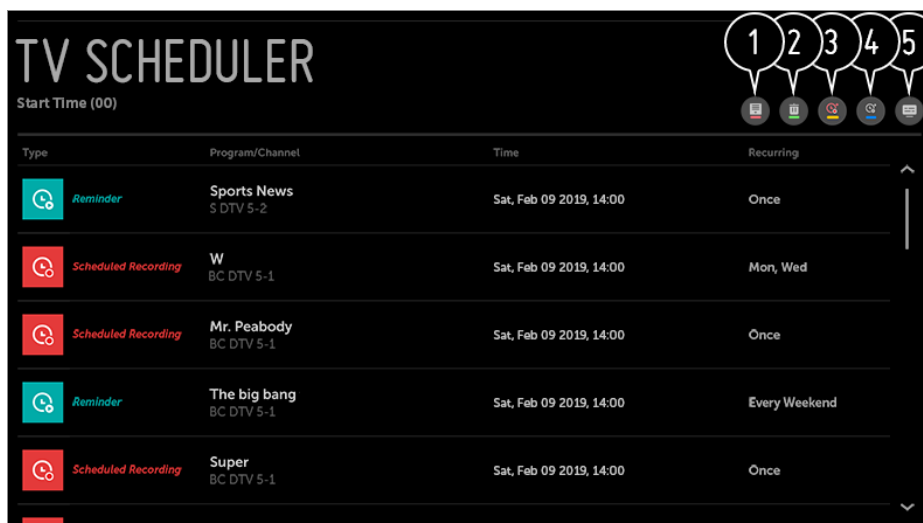 1 2 3 4 5
TV SCHEDULER
Start Time (00)
Type Program/Channel Time Recurring
Reminder Sports News Sat, Feb 09 2019, 14:00 Once
S DTV 5-2
Scheduled Recording W Sat, Feb 09 2019, 14:00 Mon, Wed
BC DTV 5-1
Scheduled Recording Mr. Peabody Sat, Feb 09 2019, 14:00 Once
BC DTV 5-1
Reminder The big bang Sat, Feb 09 2019, 14:00 Every Weekend
BC DTV 5-1
Scheduled Recording Super Sat, Feb 09 2019, 14:00 Once
BC DTV 5-1